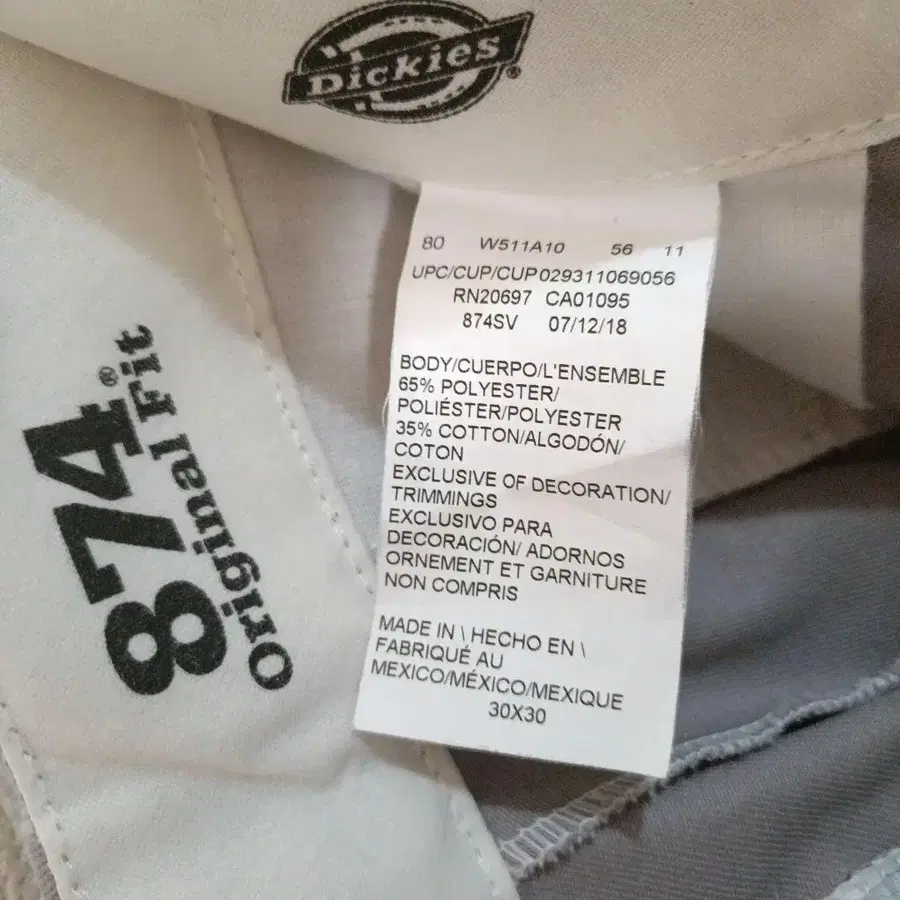 Dickies®
874®
Original Fit
80 W511A10 56 11
UPC/CUP/CUP029311069056
RN20697 CA01095
874SV 07/12/18
BODY/CUERPO/L'ENSEMBLE
65% POLYESTER/
POLIÉSTER/POLYESTER
35% COTTON/ALGODÓN/
COTON
EXCLUSIVE OF DECORATION/
TRIMMINGS
EXCLUSIVO PARA
DECORACIÓN/ ADORNOS
ORNEMENT ET GARNITURE
NON COMPRIS
MADE IN \ HECHO EN \
FABRIQUÉ AU
MEXICO/MÉXICO/MEXIQUE
30X30